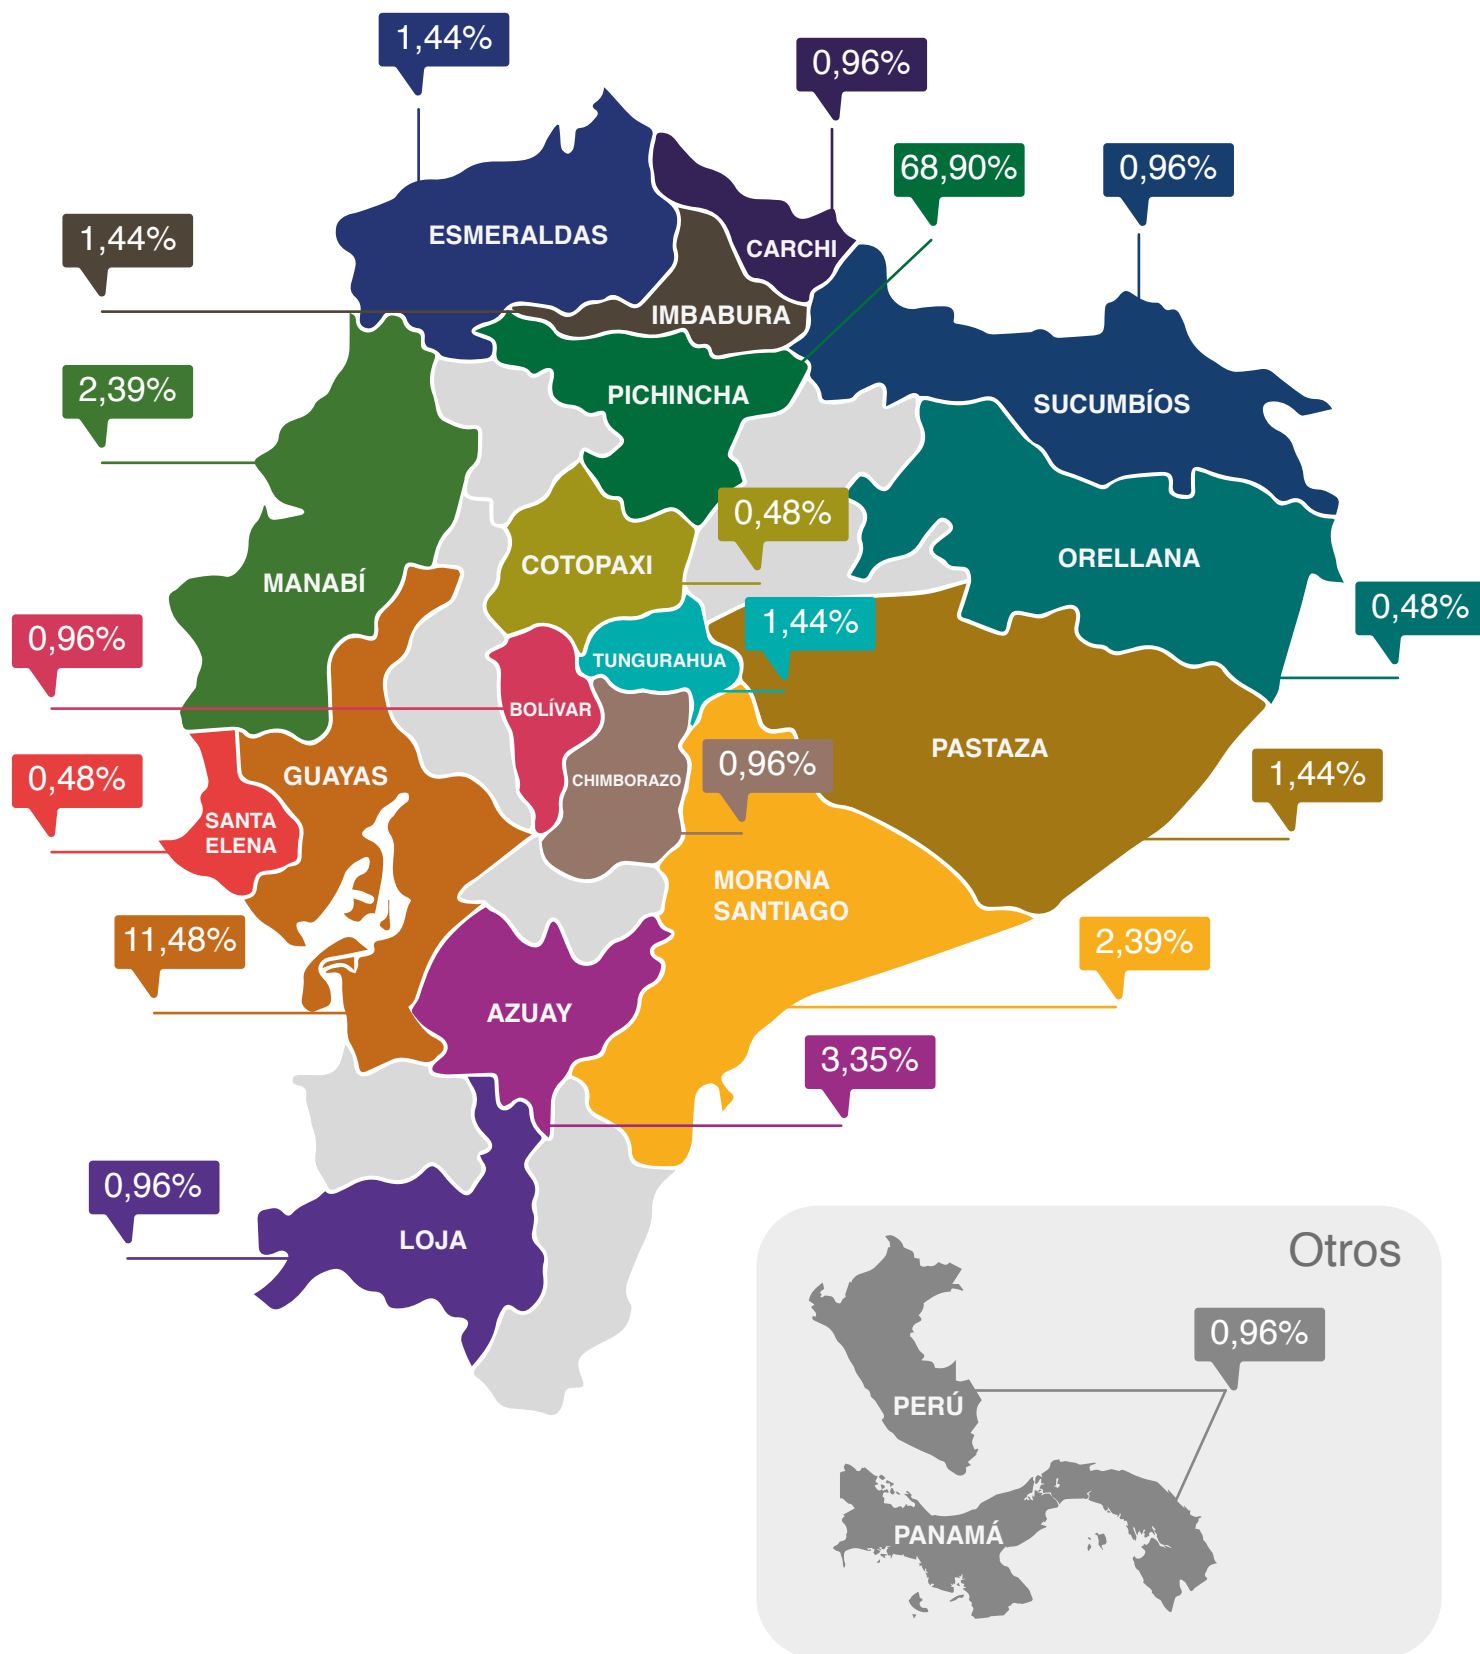 1,44%
0,96%
68,90%
0,96%
1,44%
ESMERALDAS
CARCHI
IMBABURA
2,39%
PICHINCHA
SUCUMBÍOS
0,48%
COTOPAXI
ORELLANA
MANABÍ
0,48%
0,96%
1,44%
TUNGURAHUA
BOLÍVAR
PASTAZA
0,48%
GUAYAS
CHIMBORAZO
0,96%
1,44%
SANTA
ELENA
MORONA
SANTIAGO
11,48%
2,39%
AZUAY
3,35%
0,96%
LOJA
Otros
0,96%
PERÚ
PANAMÁ